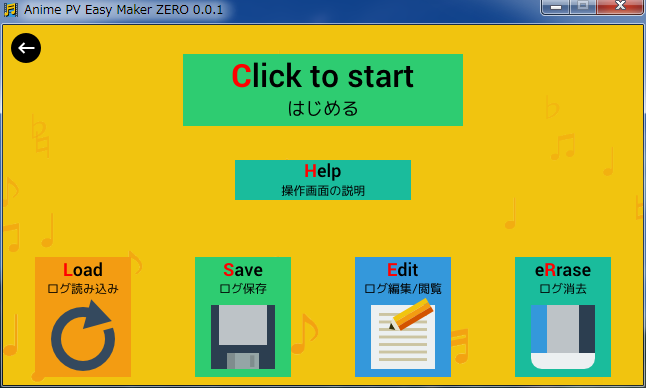 Anime PV Easy Maker ZERO 0.0.1
Click to start
はじめる
Help
操作画面の説明
Load
ログ読み込み
Save
ログ保存
Edit
ログ編集/閲覧
eRrase
ログ消去